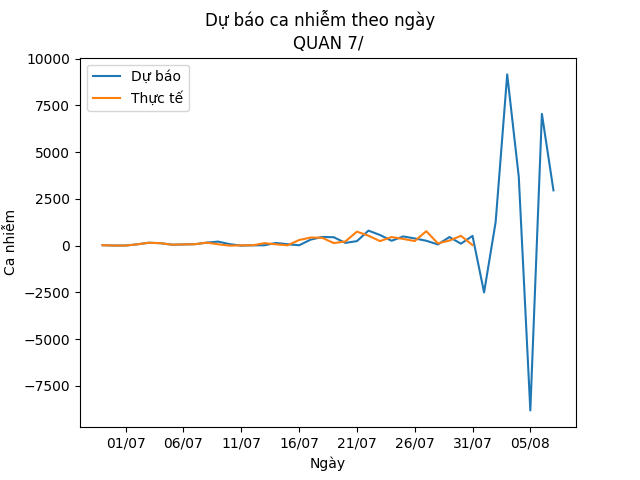 Dự báo ca nhiễm theo ngày
QUAN 7/
Dự báo
Thực tế
Ca nhiễm
10000
7500
5000
2500
0
−2500
−5000
−7500
01/07 06/07 11/07 16/07 21/07 26/07 31/07 05/08
Ngày